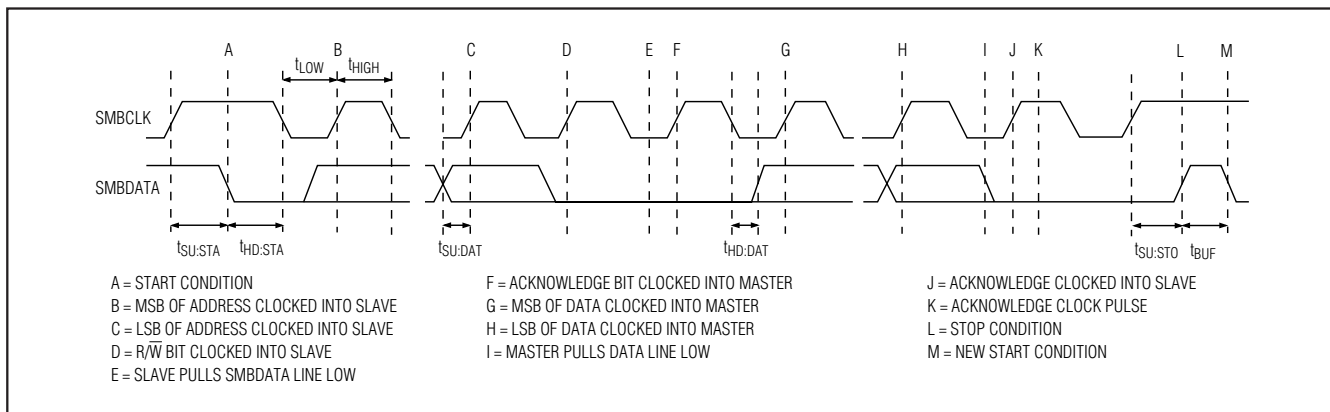 A B C D E F G H I J K L M
tLOW tHIGH
SMBCLK
SMBDATA
tSU:STA tHD:STA tSU:DAT tHD:DAT tSU:STO tBUF
A = START CONDITION
B = MSB OF ADDRESS CLOCKED INTO SLAVE
C = LSB OF ADDRESS CLOCKED INTO SLAVE
D = R/W̅ BIT CLOCKED INTO SLAVE
E = SLAVE PULLS SMBDATA LINE LOW
F = ACKNOWLEDGE BIT CLOCKED INTO MASTER
G = MSB OF DATA CLOCKED INTO MASTER
H = LSB OF DATA CLOCKED INTO MASTER
I = MASTER PULLS DATA LINE LOW
J = ACKNOWLEDGE CLOCKED INTO SLAVE
K = ACKNOWLEDGE CLOCK PULSE
L = STOP CONDITION
M = NEW START CONDITION